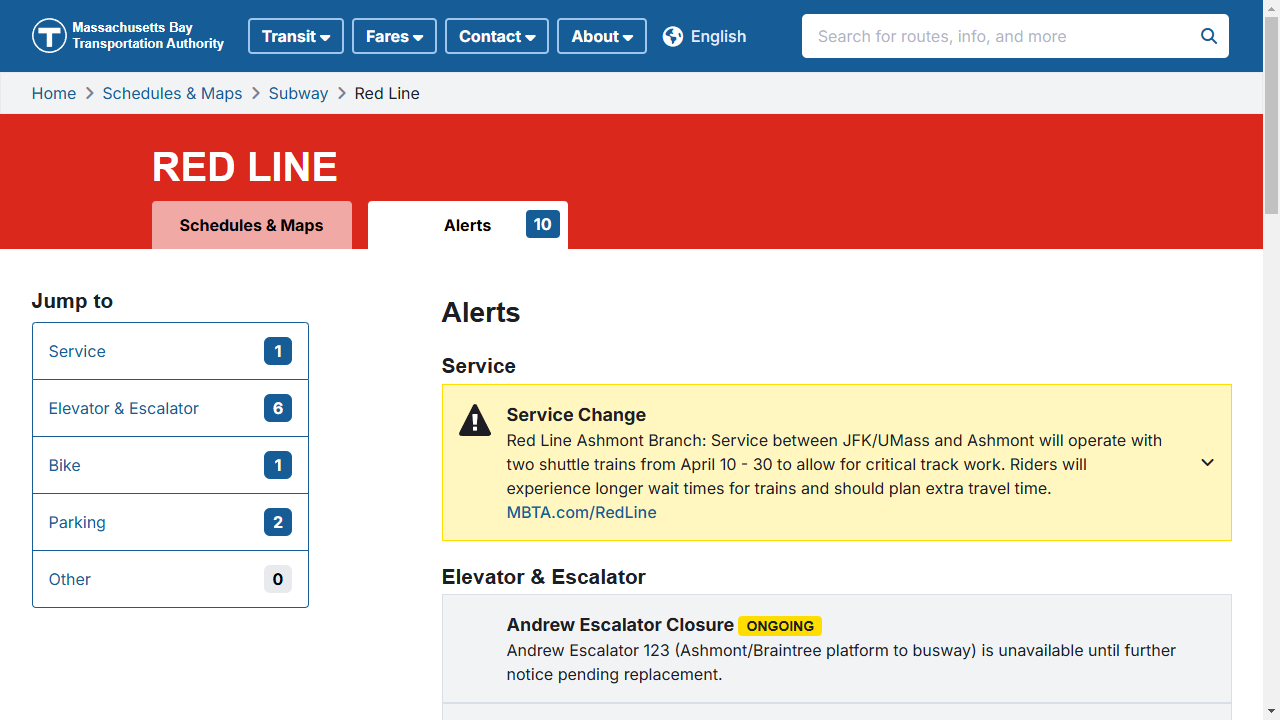 Massachusetts Bay
Transportation Authority
Transit
Fares
Contact
About
English
Search for routes, info, and more
Home
Schedules & Maps
Subway
Red Line
RED LINE
Schedules & Maps
Alerts
10
Jump to
Service
1
Elevator & Escalator
6
Bike
1
Parking
2
Other
0
Alerts
Service
Service Change
Red Line Ashmont Branch: Service between JFK/UMass and Ashmont will operate with
two shuttle trains from April 10 - 30 to allow for critical track work. Riders will
experience longer wait times for trains and should plan extra travel time.
MBTA.com/RedLine
Elevator & Escalator
Andrew Escalator Closure ONGOING
Andrew Escalator 123 (Ashmont/Braintree platform to busway) is unavailable until further
notice pending replacement.